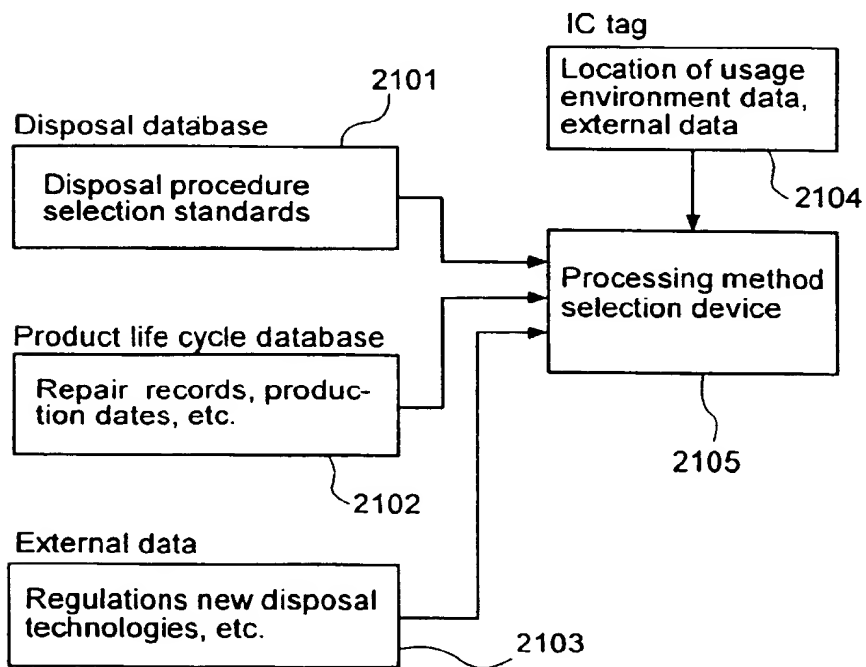 IC tag
Location of usage
environment data,
external data
2104
2101
Disposal database
Disposal procedure
selection standards
Processing method
selection device
2105
Product life cycle database
Repair records, produc-
tion dates, etc.
2102
External data
Regulations new disposal
technologies, etc.
2103